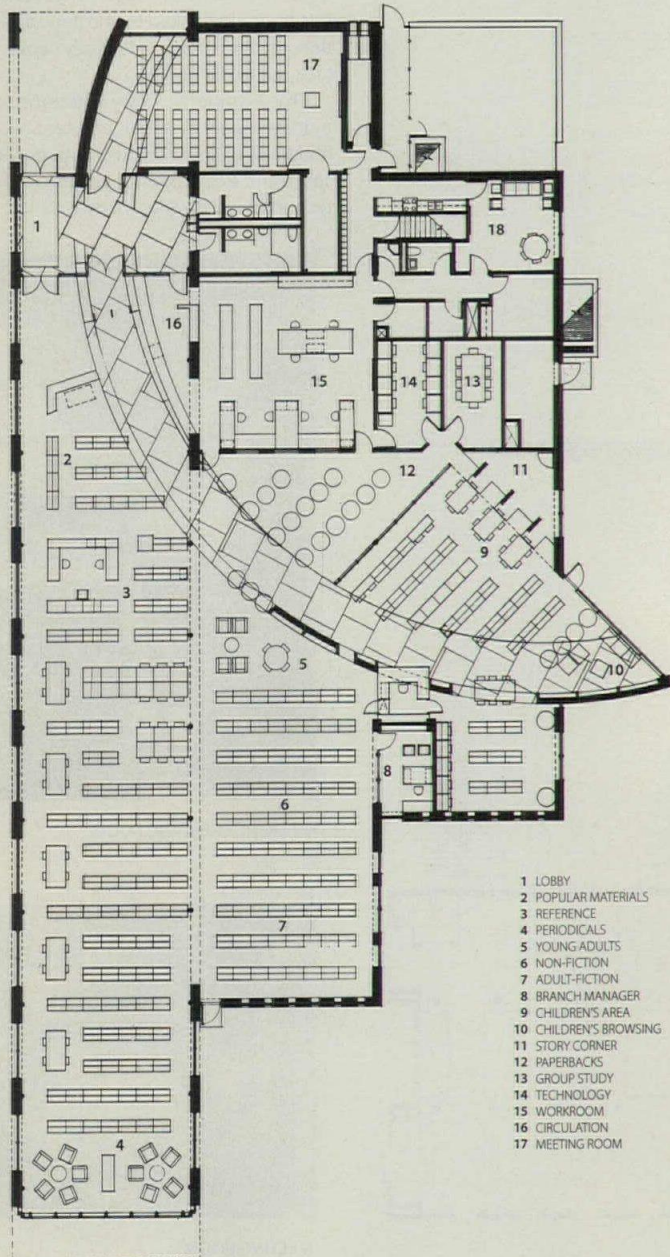 17
1
18
16
15
14
13
2
12
11
9
3
5
10
8
6
7
4
1 LOBBY
2 POPULAR MATERIALS
3 REFERENCE
4 PERIODICALS
5 YOUNG ADULTS
6 NON-FICTION
7 ADULT-FICTION
8 BRANCH MANAGER
9 CHILDREN'S AREA
10 CHILDREN'S BROWSING
11 STORY CORNER
12 PAPERBACKS
13 GROUP STUDY
14 TECHNOLOGY
15 WORKROOM
16 CIRCULATION
17 MEETING ROOM